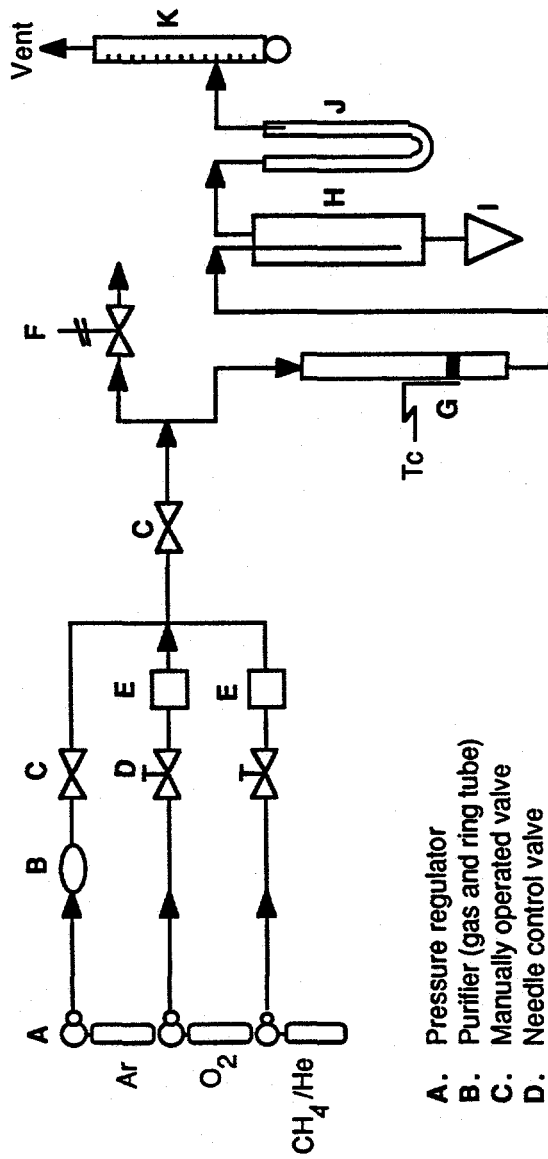 A
Ar
O2
CH4/He
B
C
D
E
E
C
F
Tc
G
H
I
J
K
Vent
A. Pressure regulator
B. Purifier (gas and ring tube)
C. Manually operated valve
D. Needle control valve